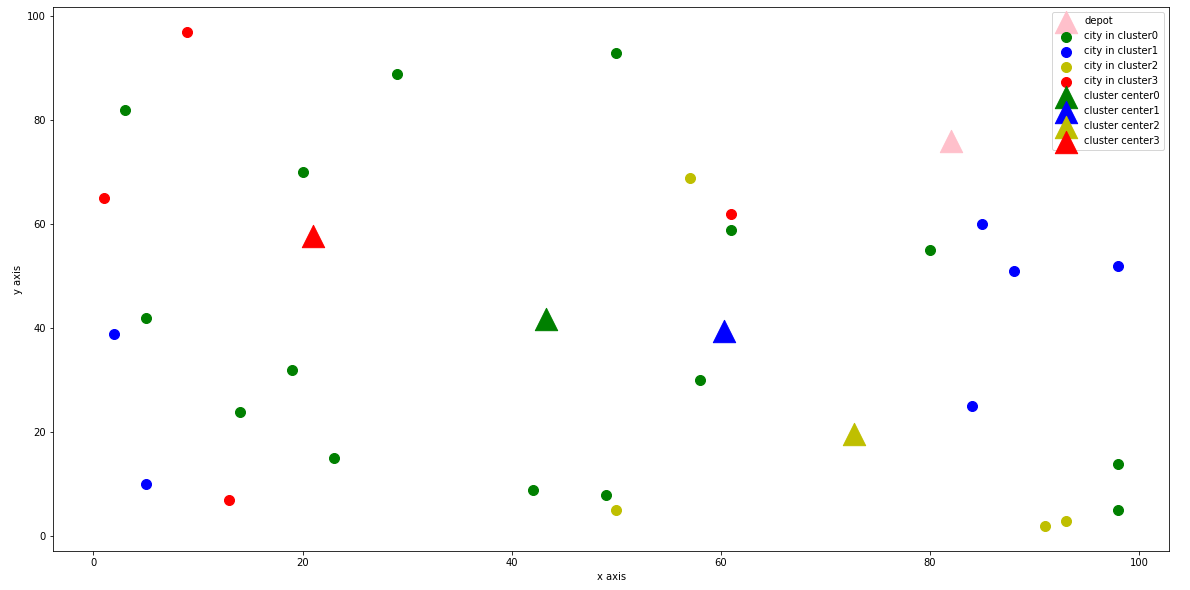 100
80
60
40
20
0
y axis
0
20
40
60
80
100
x axis
depot
city in cluster0
city in cluster1
city in cluster2
city in cluster3
cluster center0
cluster center1
cluster center2
cluster center3